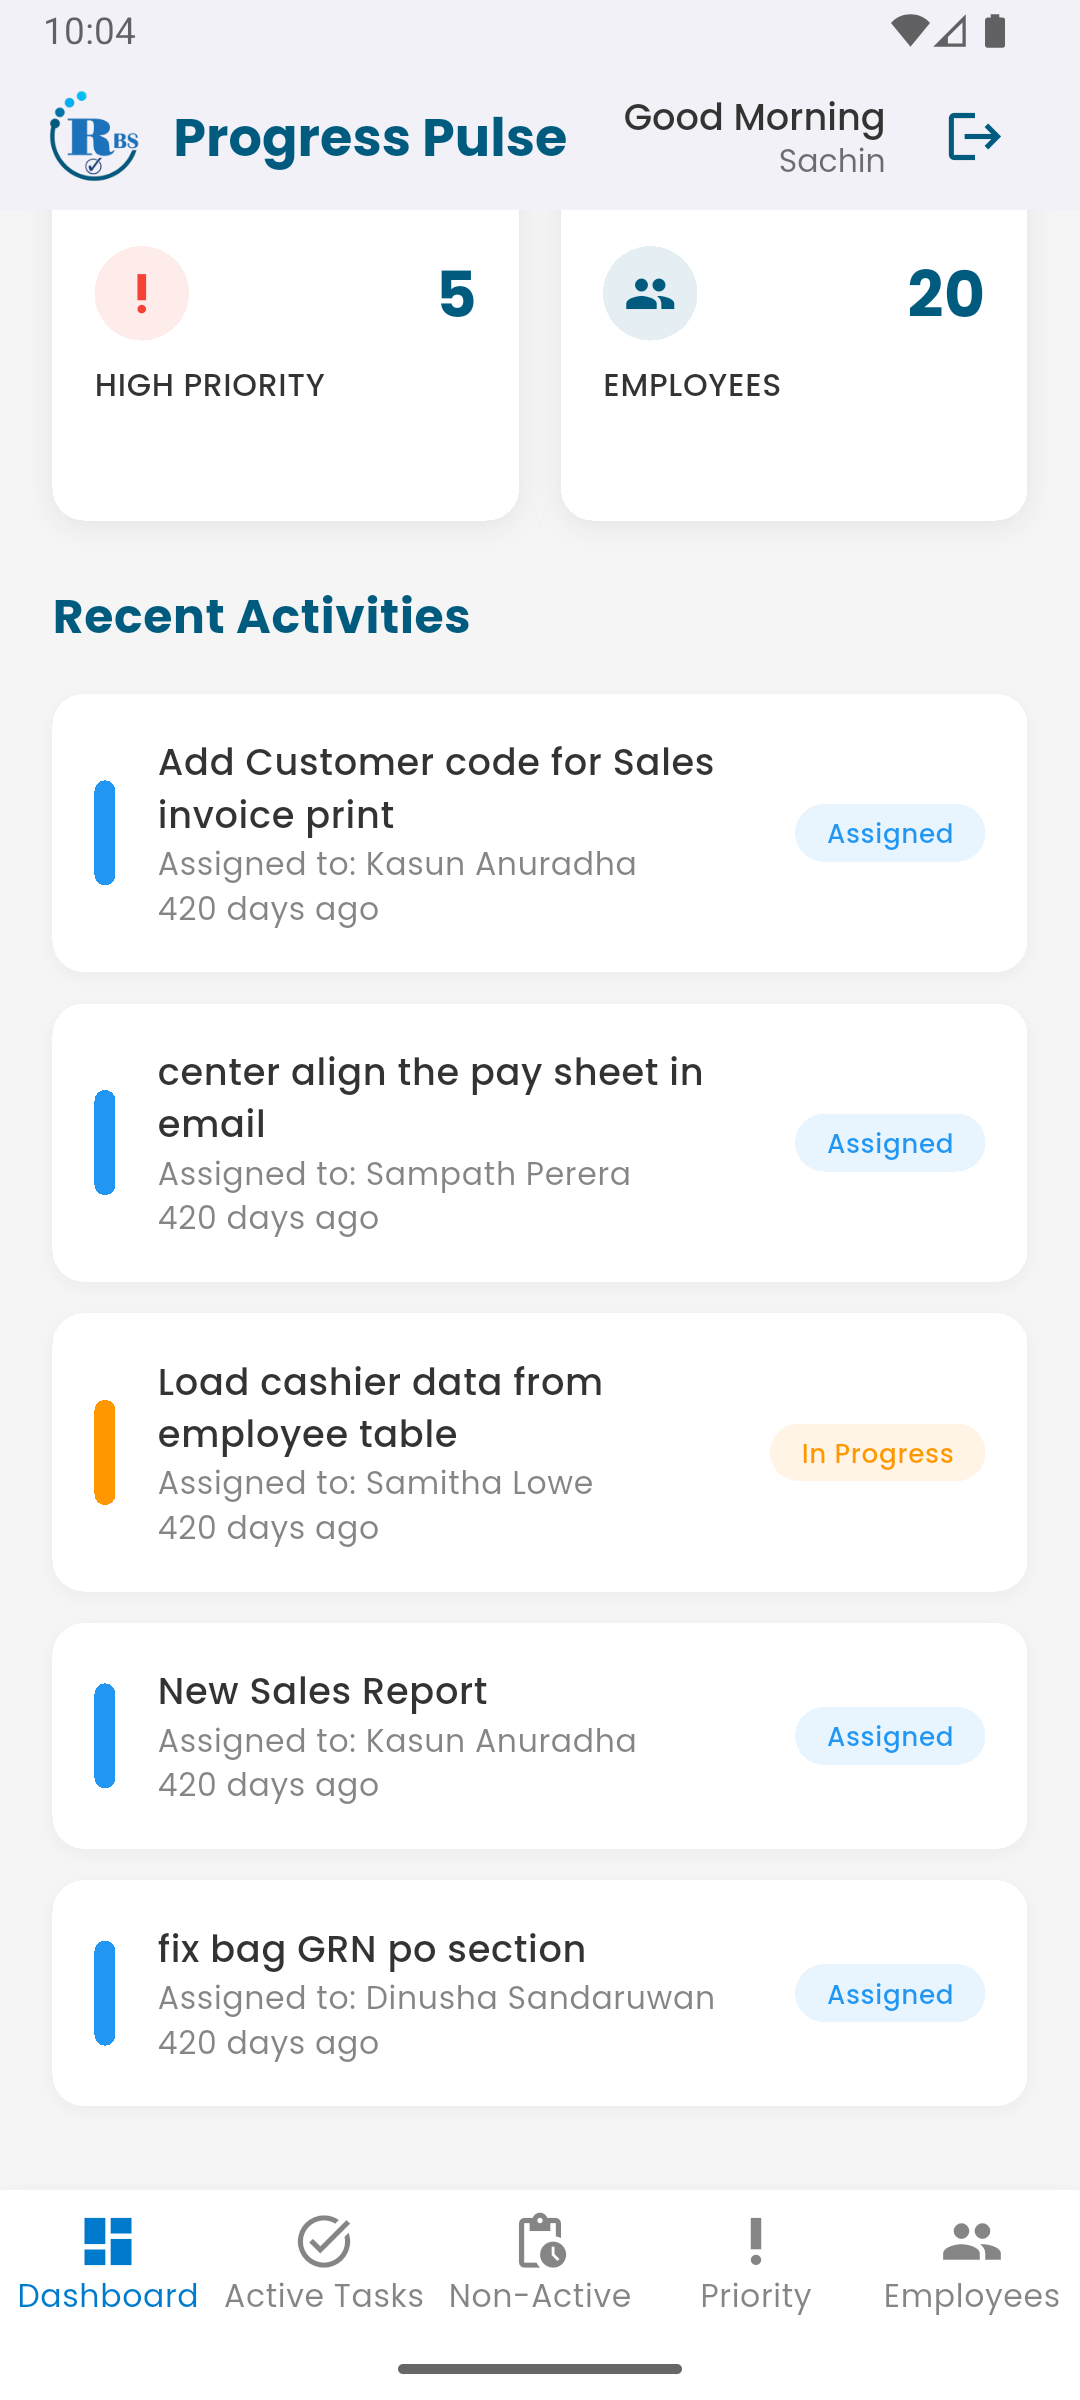 10:04
RBS
Progress Pulse
Good Morning
Sachin
5
HIGH PRIORITY
20
EMPLOYEES
Recent Activities
Add Customer code for Sales
invoice print
Assigned to: Kasun Anuradha
420 days ago
Assigned
center align the pay sheet in
email
Assigned to: Sampath Perera
420 days ago
Assigned
Load cashier data from
employee table
Assigned to: Samitha Lowe
420 days ago
In Progress
New Sales Report
Assigned to: Kasun Anuradha
420 days ago
Assigned
fix bag GRN po section
Assigned to: Dinusha Sandaruwan
420 days ago
Assigned
Dashboard
Active Tasks
Non-Active
Priority
Employees